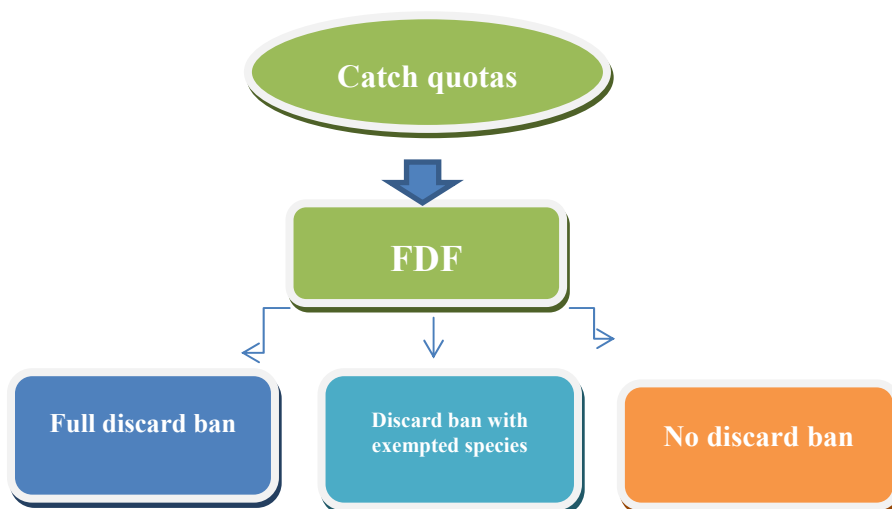 Catch quotas
FDF
Full discard ban
Discard ban with
exempted species
No discard ban